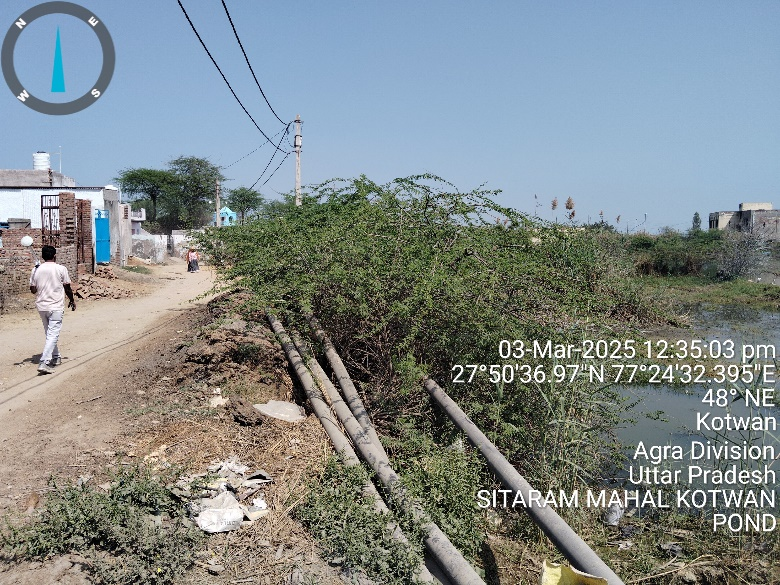 N
E
W
S
03-Mar-2025 12:35:03 pm
27°50'36.97"N 77°24'32.395"E
48° NE
Kotwan
Agra Division
Uttar Pradesh
SITARAM MAHAL KOTWAN
POND